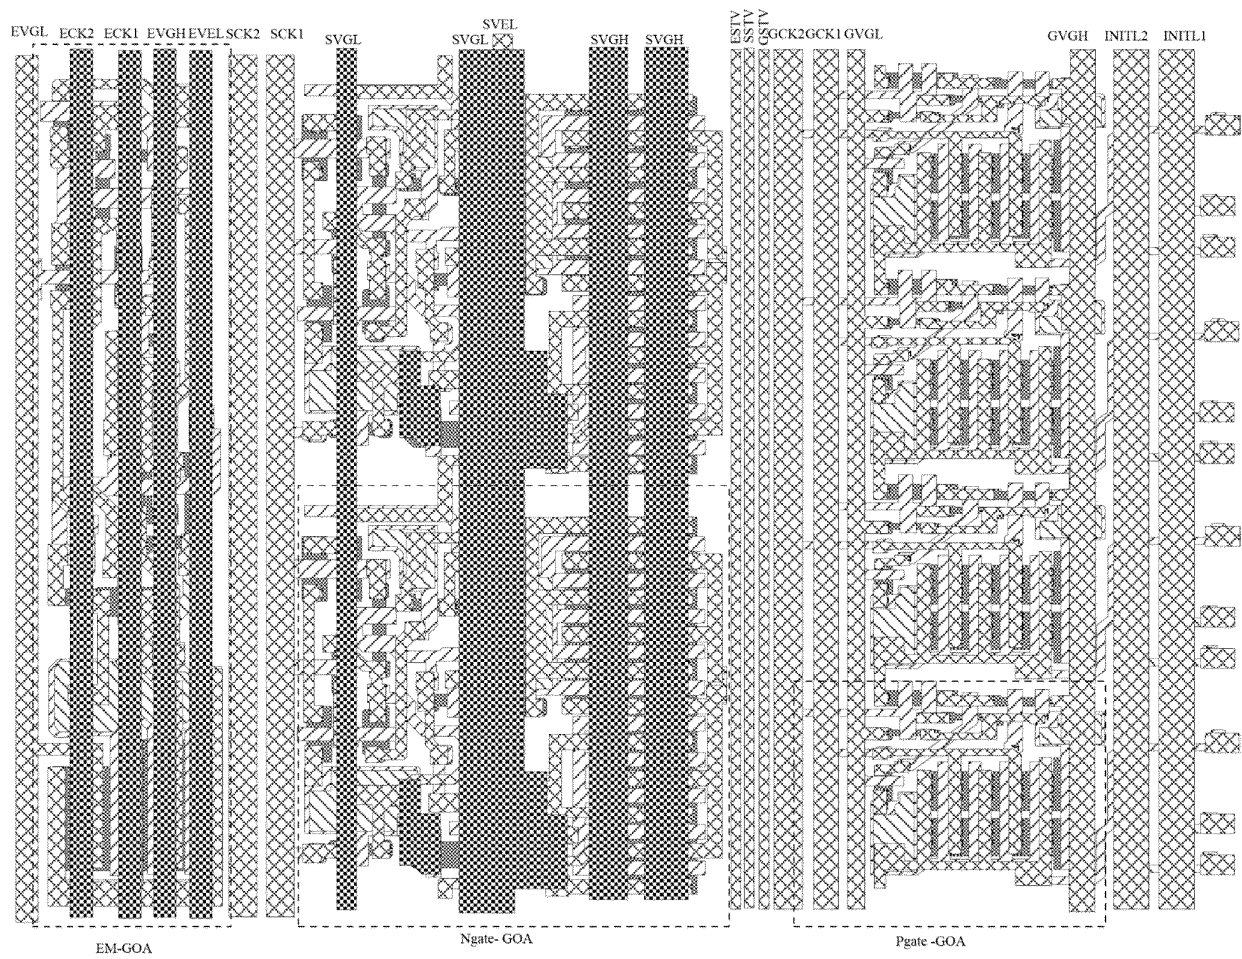 EVGL ECK2 ECK1 EVGH EVEL SCK2 SCK1 SVGL SVGL SVEL SVGH SVGH ESTV SSTV GSTV GCK2 GCK1 GVGL GVGH INITL2 INITL1
EM-GOA Ngate- GOA Pgate -GOA